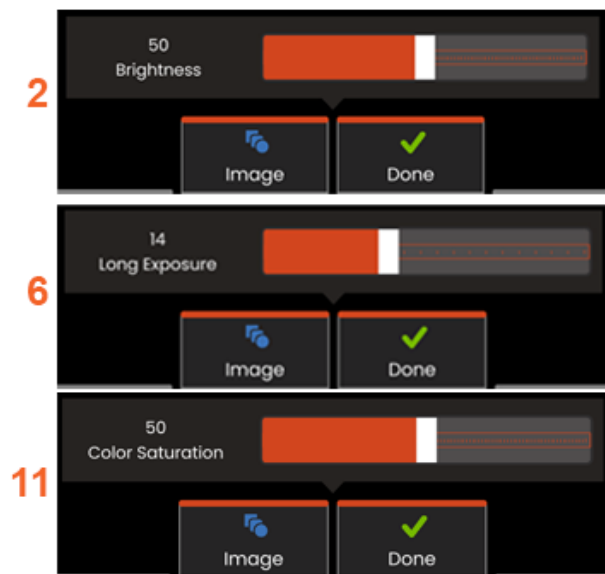 2
50
Brightness
Image Done
6
14
Long Exposure
Image Done
11
50
Color Saturation
Image Done